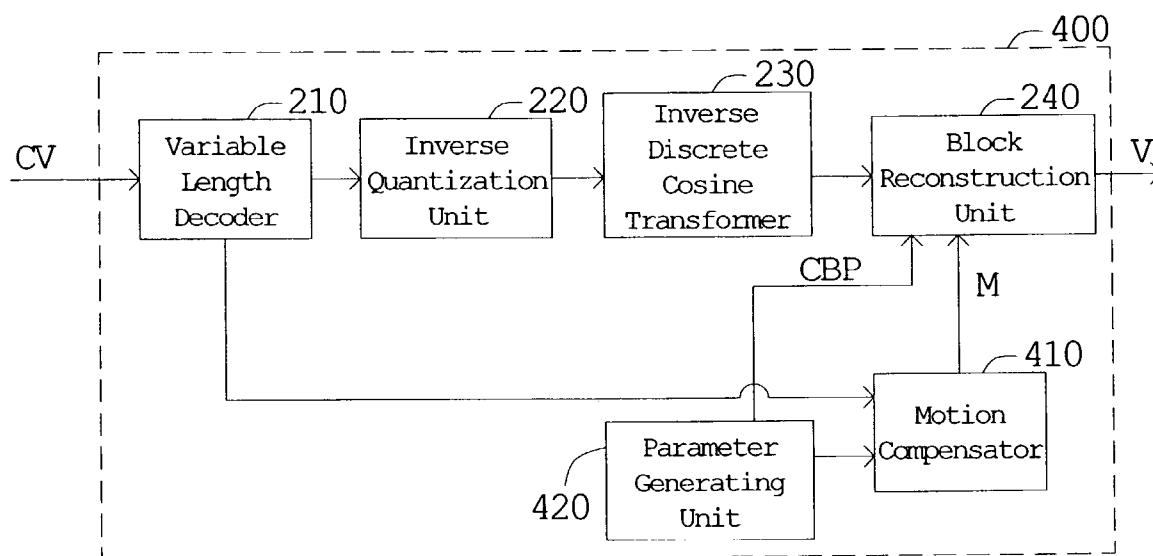 400
210
220
230
240
CV
Variable
Length
Decoder
Inverse
Quantization
Unit
Inverse
Discrete
Cosine
Transformer
Block
Reconstruction
Unit
V
CBP
M
410
Motion
Compensator
420
Parameter
Generating
Unit